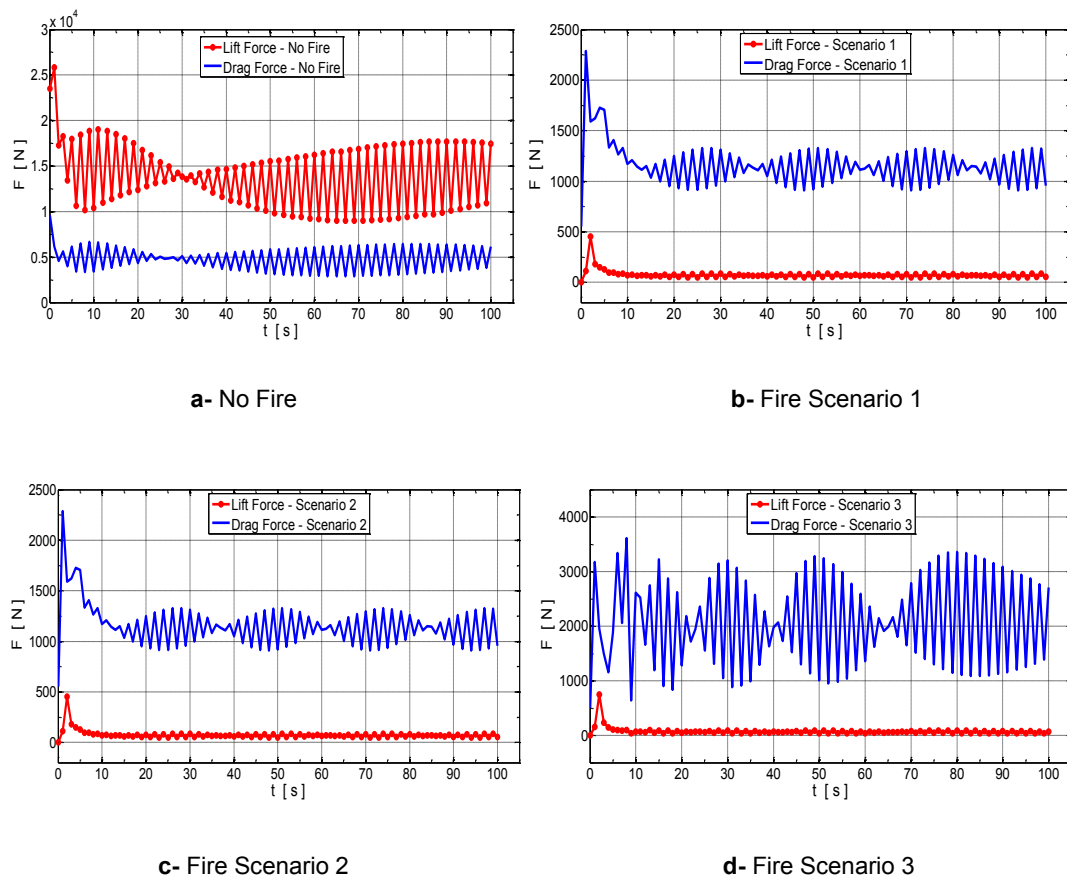 x 10⁴
Lift Force - No Fire
Drag Force - No Fire
3
2.5
2
1.5
1
0.5
0
F [ N ]
0 10 20 30 40 50 60 70 80 90 100
t [ s ]
a- No Fire
Lift Force - Scenario 1
Drag Force - Scenario 1
2500
2000
1500
1000
500
0
F [ N ]
0 10 20 30 40 50 60 70 80 90 100
t [ s ]
b- Fire Scenario 1
Lift Force - Scenario 2
Drag Force - Scenario 2
2500
2000
1500
1000
500
0
F [ N ]
0 10 20 30 40 50 60 70 80 90 100
t [ s ]
c- Fire Scenario 2
Lift Force - Scenario 3
Drag Force - Scenario 3
4000
3000
2000
1000
0
F [ N ]
0 10 20 30 40 50 60 70 80 90 100
t [ s ]
d- Fire Scenario 3